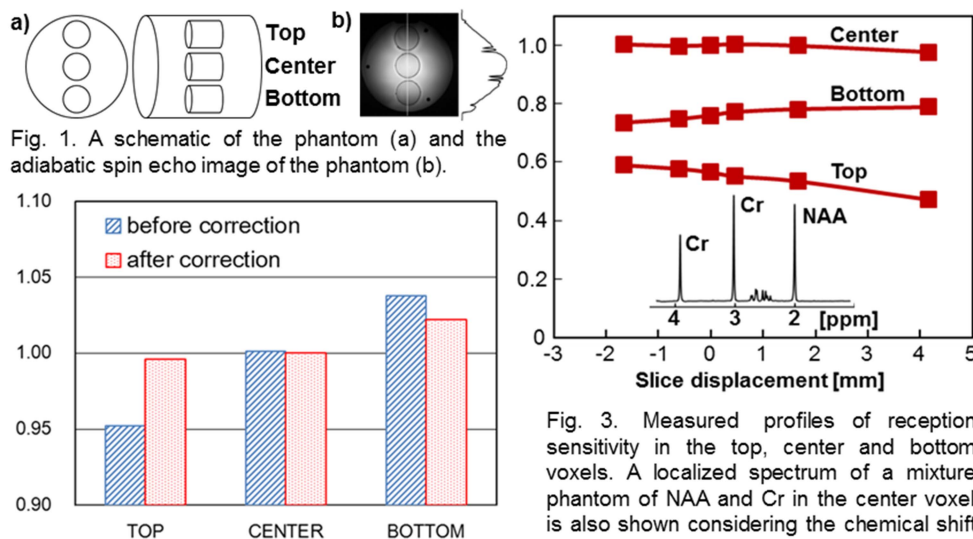 a)
Top
Center
Bottom
b)
Fig. 1. A schematic of the phantom (a) and the
adiabatic spin echo image of the phantom (b).
1.10
1.05
1.00
0.95
0.90
before correction
after correction
TOP
CENTER
BOTTOM
1
0.8
0.6
0.4
0.2
0
Center
Bottom
Top
Cr
Cr
NAA
4
3
2
[ppm]
-3
-2
-1
0
1
2
3
4
5
Slice displacement [mm]
Fig. 3. Measured profiles of reception
sensitivity in the top, center and bottom
voxels. A localized spectrum of a mixture
phantom of NAA and Cr in the center voxel
is also shown considering the chemical shift